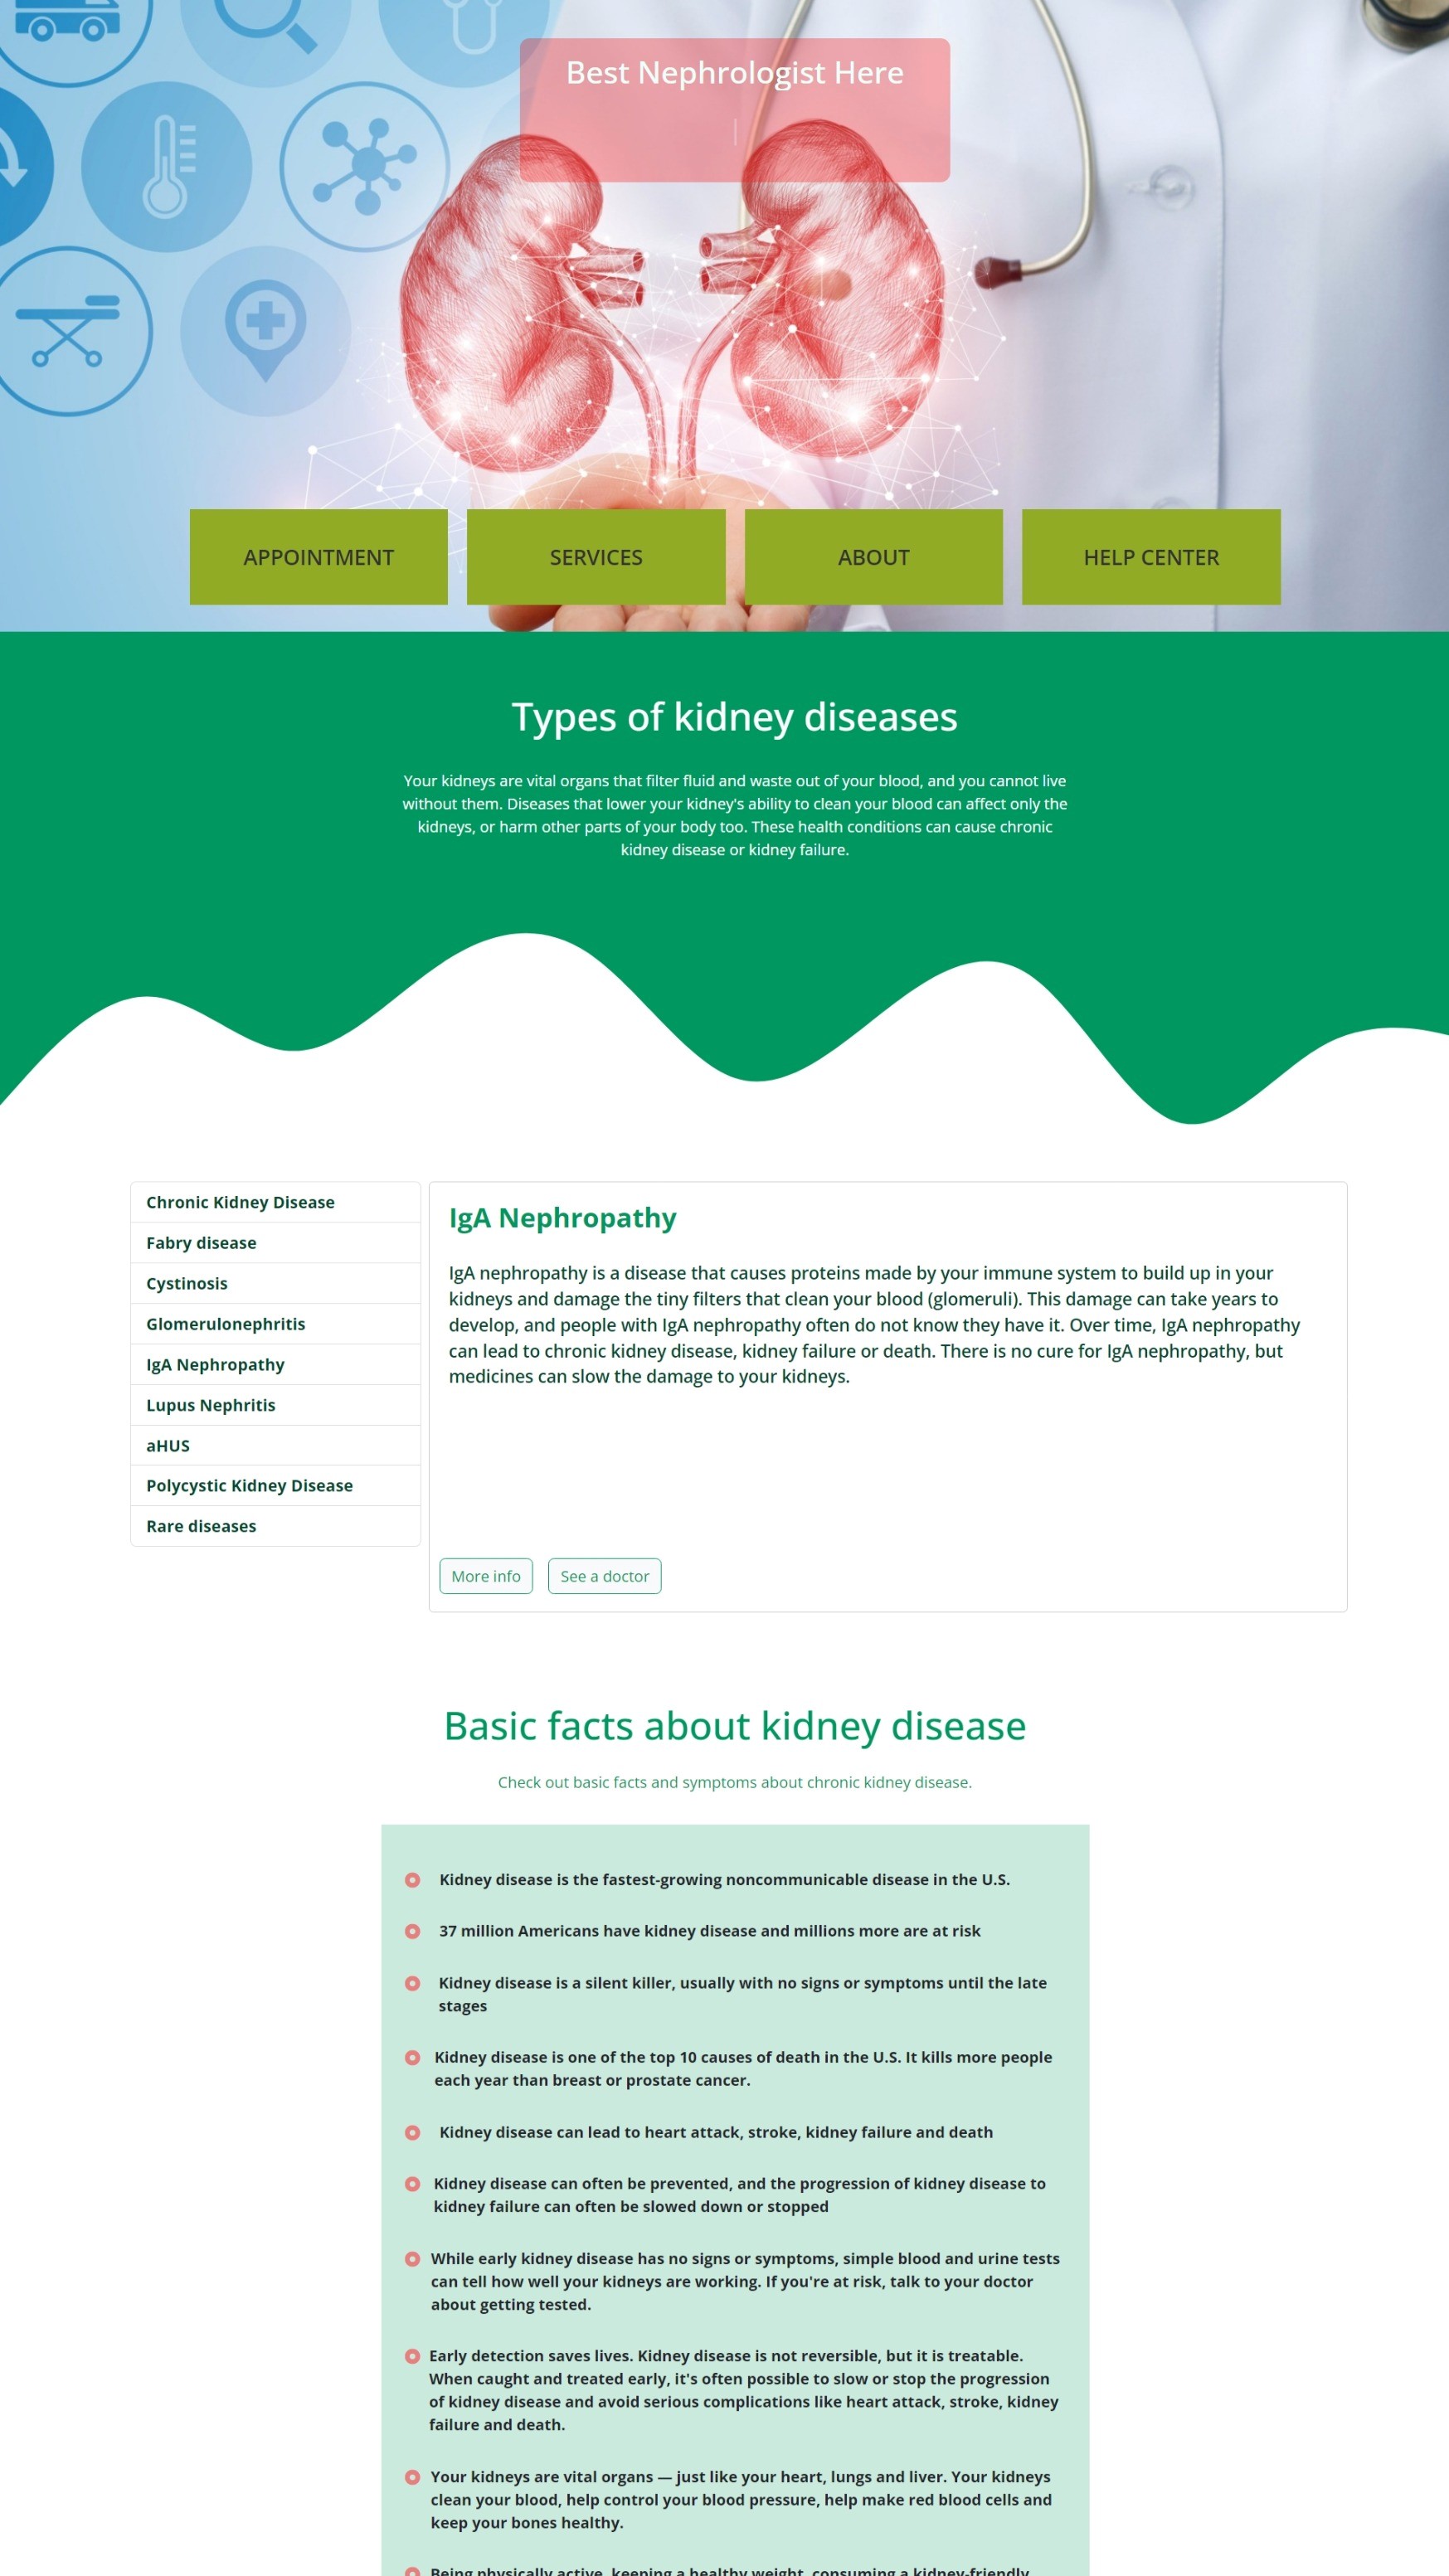 Best Nephrologist Here
APPOINTMENT
SERVICES
ABOUT
HELP CENTER
Types of kidney diseases
Your kidneys are vital organs that filter fluid and waste out of your blood, and you cannot live
without them. Diseases that lower your kidney's ability to clean your blood can affect only the
kidneys, or harm other parts of your body too. These health conditions can cause chronic
kidney disease or kidney failure.
Chronic Kidney Disease
Fabry disease
Cystinosis
Glomerulonephritis
IgA Nephropathy
Lupus Nephritis
aHUS
Polycystic Kidney Disease
Rare diseases
IgA Nephropathy
IgA nephropathy is a disease that causes proteins made by your immune system to build up in your
kidneys and damage the tiny filters that clean your blood (glomeruli). This damage can take years to
develop, and people with IgA nephropathy often do not know they have it. Over time, IgA nephropathy
can lead to chronic kidney disease, kidney failure or death. There is no cure for IgA nephropathy, but
medicines can slow the damage to your kidneys.
More info
See a doctor
Basic facts about kidney disease
Check out basic facts and symptoms about chronic kidney disease.
Kidney disease is the fastest-growing noncommunicable disease in the U.S.
37 million Americans have kidney disease and millions more are at risk
Kidney disease is a silent killer, usually with no signs or symptoms until the late
stages
Kidney disease is one of the top 10 causes of death in the U.S. It kills more people
each year than breast or prostate cancer.
Kidney disease can lead to heart attack, stroke, kidney failure and death
Kidney disease can often be prevented, and the progression of kidney disease to
kidney failure can often be slowed down or stopped
While early kidney disease has no signs or symptoms, simple blood and urine tests
can tell how well your kidneys are working. If you're at risk, talk to your doctor
about getting tested.
Early detection saves lives. Kidney disease is not reversible, but it is treatable.
When caught and treated early, it's often possible to slow or stop the progression
of kidney disease and avoid serious complications like heart attack, stroke, kidney
failure and death.
Your kidneys are vital organs — just like your heart, lungs and liver. Your kidneys
clean your blood, help control your blood pressure, help make red blood cells and
keep your bones healthy.
Being physically active, keeping a healthy weight, consuming a kidney-friendly